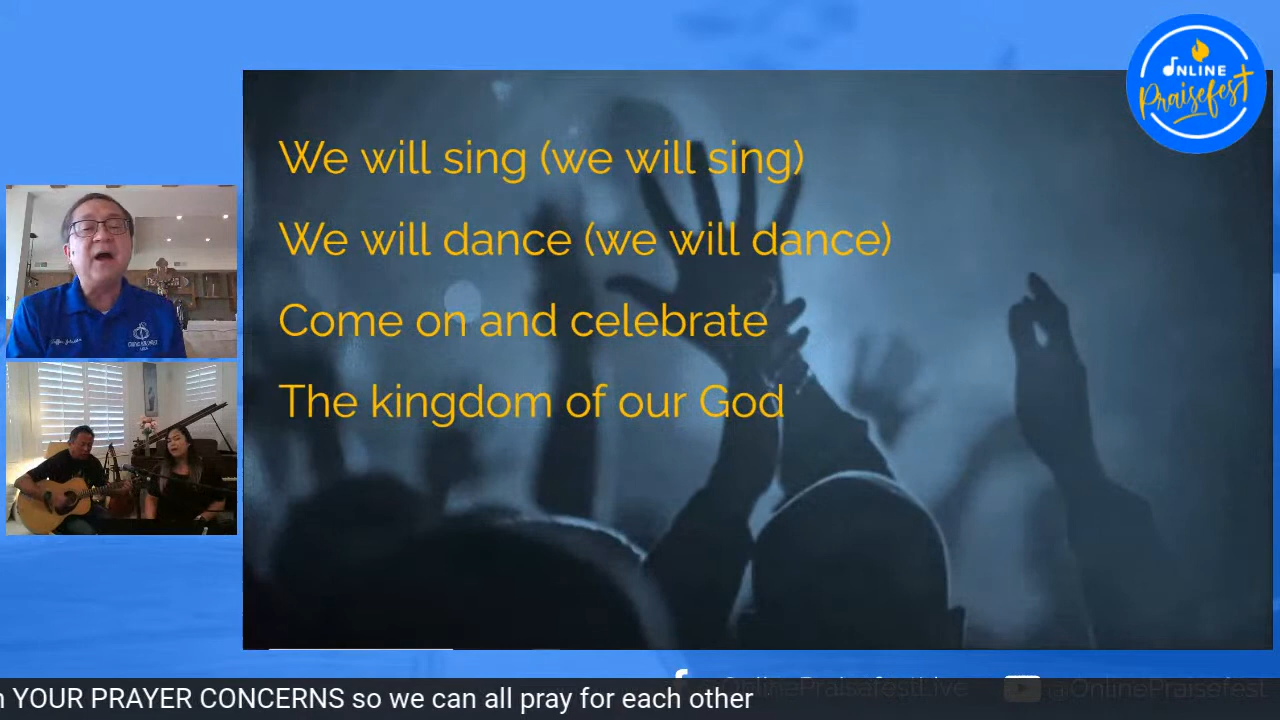 ONLINE
Praisefest
We will sing (we will sing)
We will dance (we will dance)
Come on and celebrate
The kingdom of our God
YOUR PRAYER CONCERNS so we can all pray for each other
@OnlinePraisefest